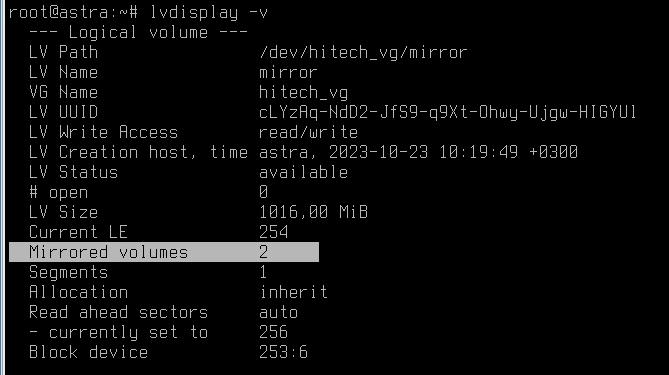 root@astra:~# lvdisplay -v
--- Logical volume ---
LV Path /dev/hitech_vg/mirror
LV Name mirror
VG Name hitech_vg
LV UUID cLYzAq-NdD2-JfS9-q9Xt-Ohwy-Ujgw-HIGYUl
LV Write Access read/write
LV Creation host, time astra, 2023-10-23 10:19:49 +0300
LV Status available
# open 0
LV Size 1016,00 MiB
Current LE 254
Mirrored volumes 2
Segments 1
Allocation inherit
Read ahead sectors auto
- currently set to 256
Block device 253:6